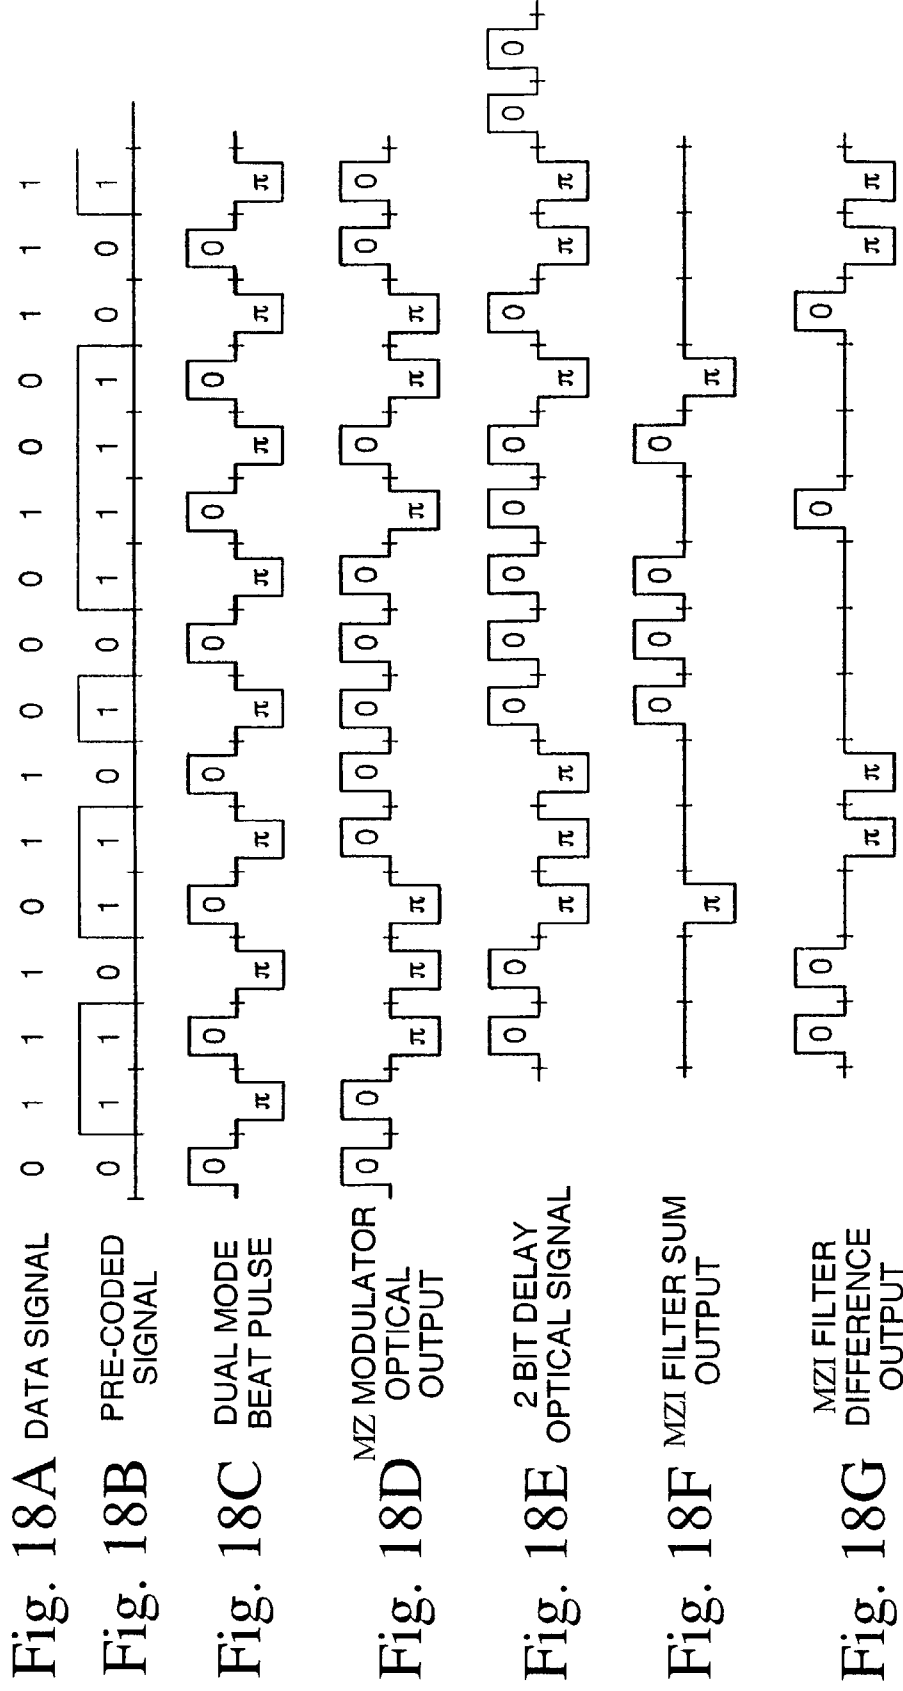 Fig. 18A DATA SIGNAL 0 1 1 1 0 1 1 0 0 0 1 0 0 1 1 1
Fig. 18B PRE-CODED
SIGNAL
0 1 1 0 1 1 0 1 0 1 1 1 1 0 0 1
Fig. 18C DUAL MODE
BEAT PULSE
0 π 0 π 0 π 0 π 0 π 0 π 0 π 0 π
Fig. 18D MZ MODULATOR
OPTICAL
OUTPUT
0 0 π π π 0 0 0 0 0 π 0 π π 0 0
Fig. 18E 2 BIT DELAY
OPTICAL SIGNAL
0 0 π π π 0 0 0 0 0 π 0 π π 0 0
Fig. 18F MZI FILTER SUM
OUTPUT
π 0 0 0 0 π
Fig. 18G MZI FILTER
DIFFERENCE
OUTPUT
0 0 π π 0 0 π π